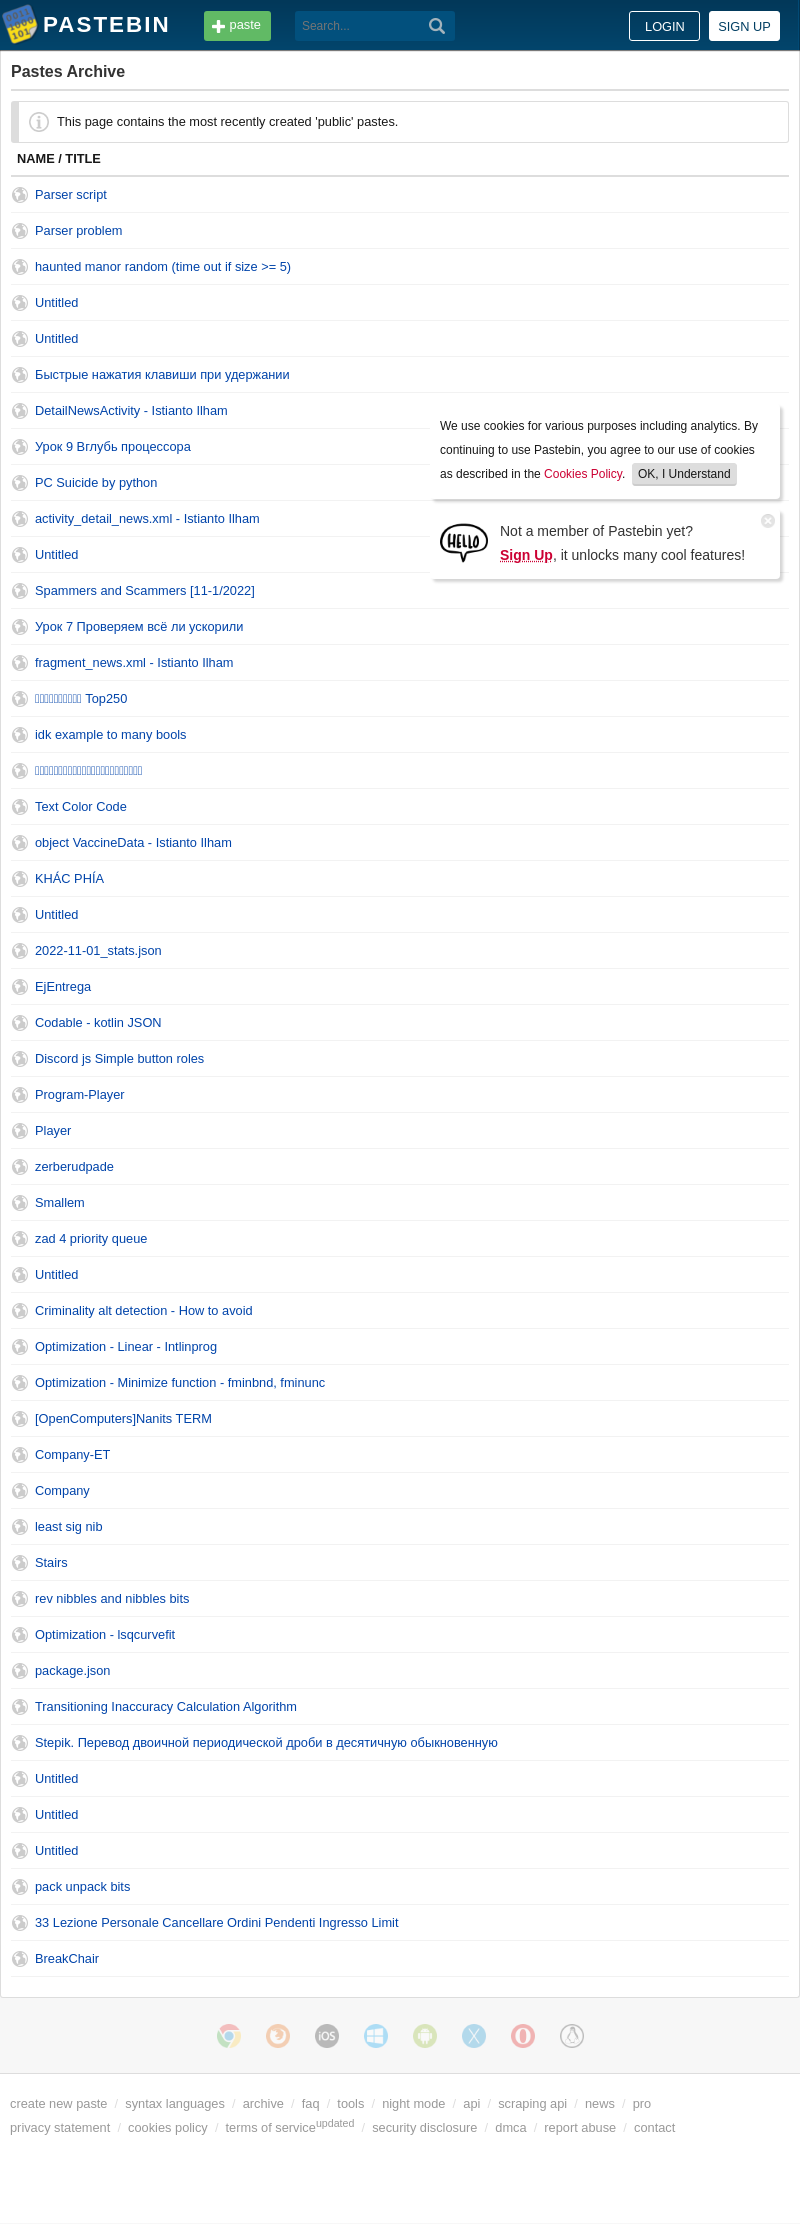 PASTEBIN
paste
Search...
LOGIN
SIGN UP
Pastes Archive
This page contains the most recently created 'public' pastes.
NAME / TITLE
Parser script
Parser problem
haunted manor random (time out if size >= 5)
Untitled
Untitled
Быстрые нажатия клавиши при удержании
DetailNewsActivity - Istianto Ilham
Урок 9 Вглубь процессора
PC Suicide by python
activity_detail_news.xml - Istianto Ilham
Untitled
We use cookies for various purposes including analytics. By
continuing to use Pastebin, you agree to our use of cookies
as described in the Cookies Policy. OK, I Understand
HELLO
Not a member of Pastebin yet?
Sign Up, it unlocks many cool features!
Spammers and Scammers [11-1/2022]
Урок 7 Проверяем всё ли ускорили
fragment_news.xml - Istianto Ilham
Top250
idk example to many bools
Text Color Code
object VaccineData - Istianto Ilham
KHÁC PHÍA
Untitled
2022-11-01_stats.json
EjEntrega
Codable - kotlin JSON
Discord js Simple button roles
Program-Player
Player
zerberudpade
Smallem
zad 4 priority queue
Untitled
Criminality alt detection - How to avoid
Optimization - Linear - Intlinprog
Optimization - Minimize function - fminbnd, fminunc
[OpenComputers]Nanits TERM
Company-ET
Company
least sig nib
Stairs
rev nibbles and nibbles bits
Optimization - lsqcurvefit
package.json
Transitioning Inaccuracy Calculation Algorithm
Stepik. Перевод двоичной периодической дроби в десятичную обыкновенную
Untitled
Untitled
Untitled
pack unpack bits
33 Lezione Personale Cancellare Ordini Pendenti Ingresso Limit
BreakChair
iOS
create new paste / syntax languages / archive / faq / tools / night mode / api / scraping api / news / pro
privacy statement / cookies policy / terms of service updated / security disclosure / dmca / report abuse / contact